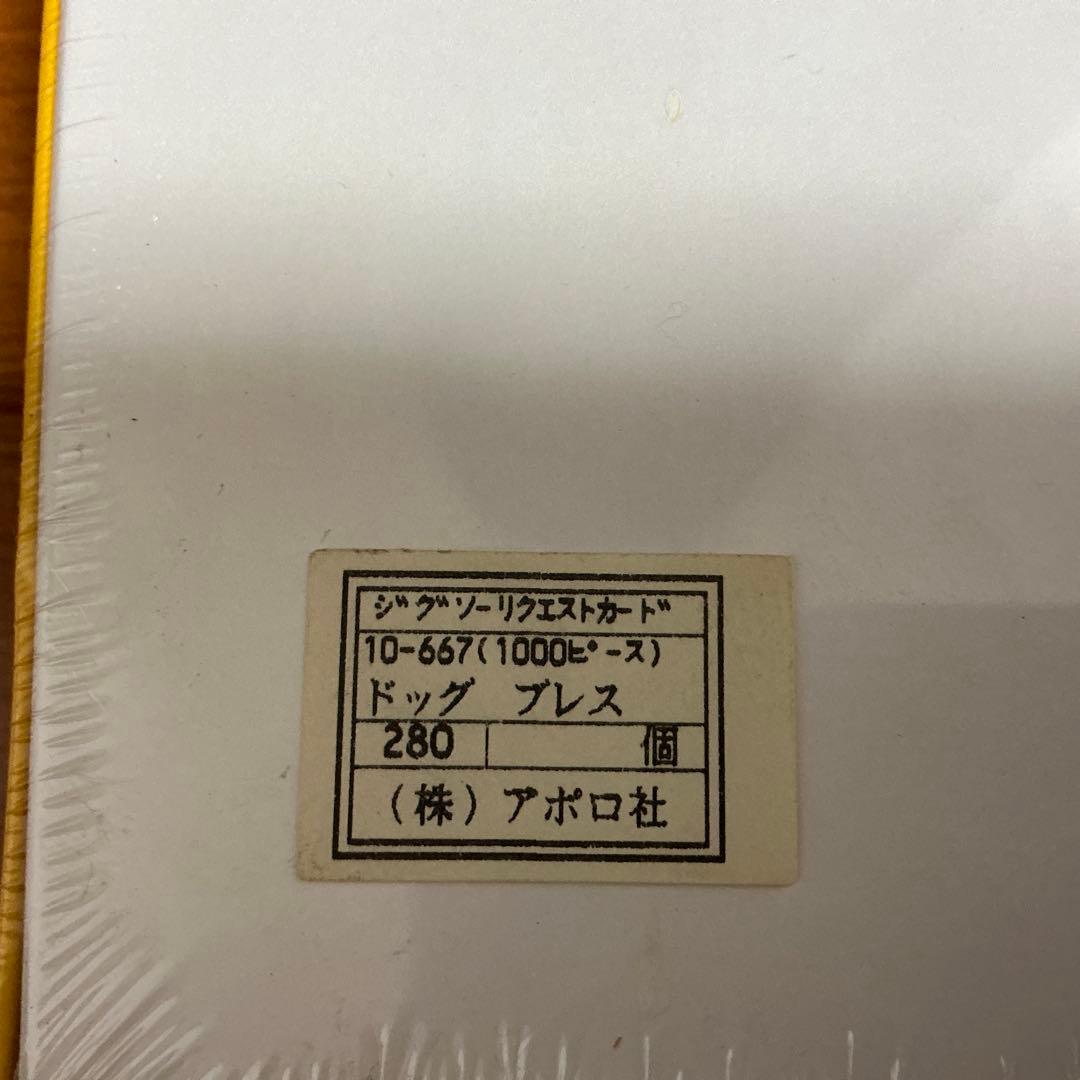 ジグソーリクエストカード
10-667(1000ピース)
ドッグ ブレス
280 個
(株)アポロ社